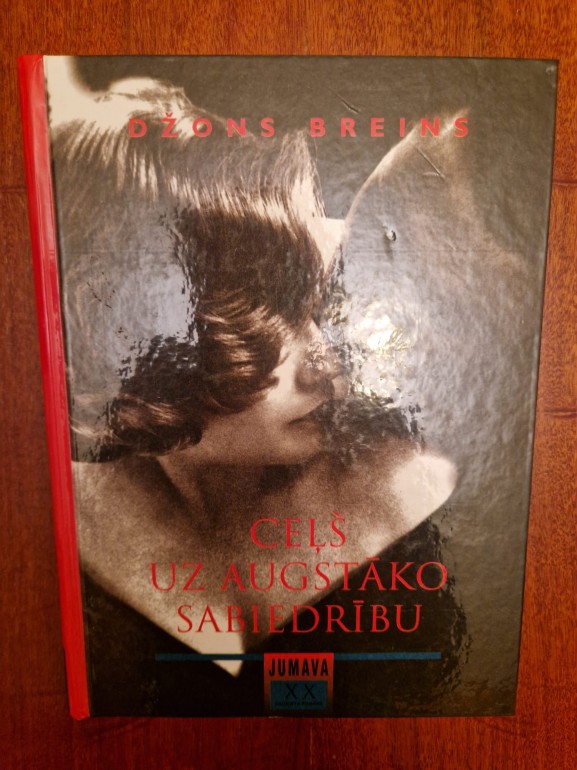 DŽONS BREINS
CEĻŠ
UZ AUGSTĀKO
SABIEDRĪBU
JUMAVA
XX